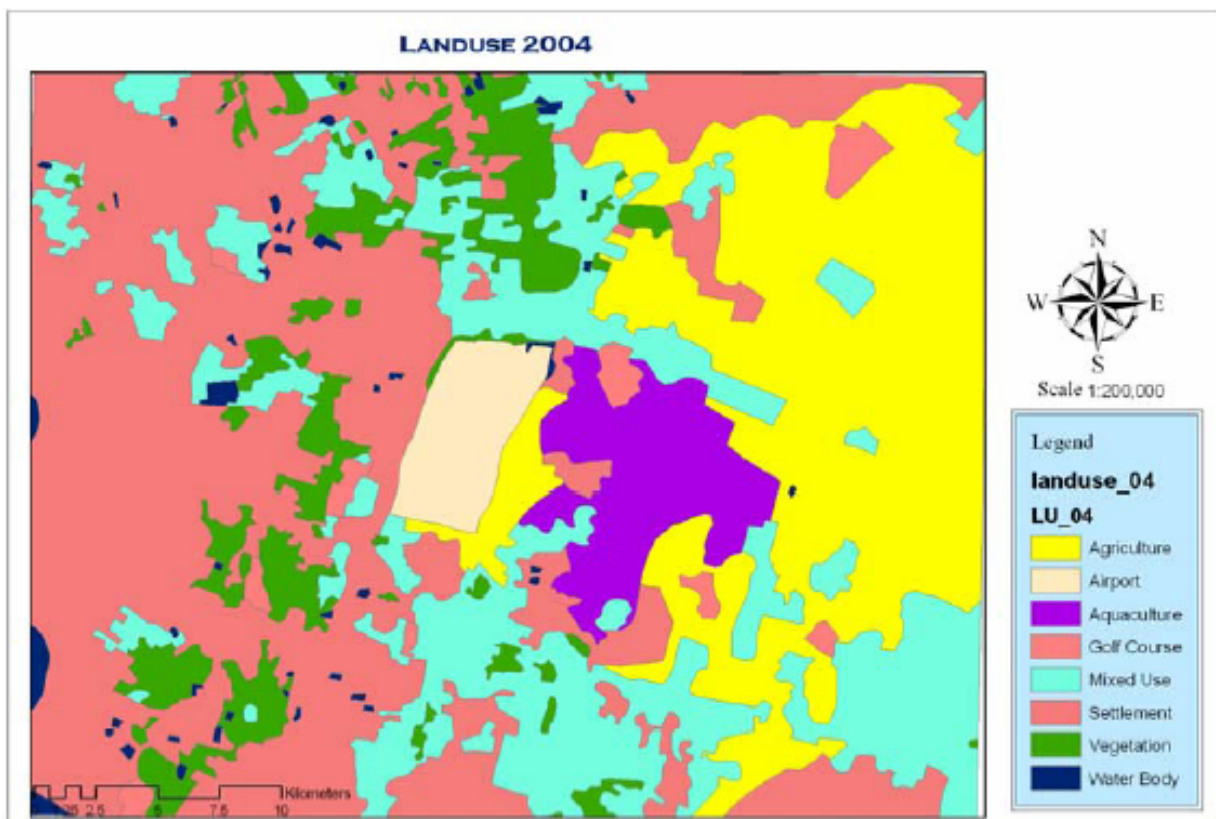 LANDUSE 2004
N
W E
S
Scale 1:200,000
Legend
landuse_04
LU_04
Agriculture
Airport
Aquaculture
Golf Course
Mixed Use
Settlement
Vegetation
Water Body
Kilometers
2.5 5 7.5 10